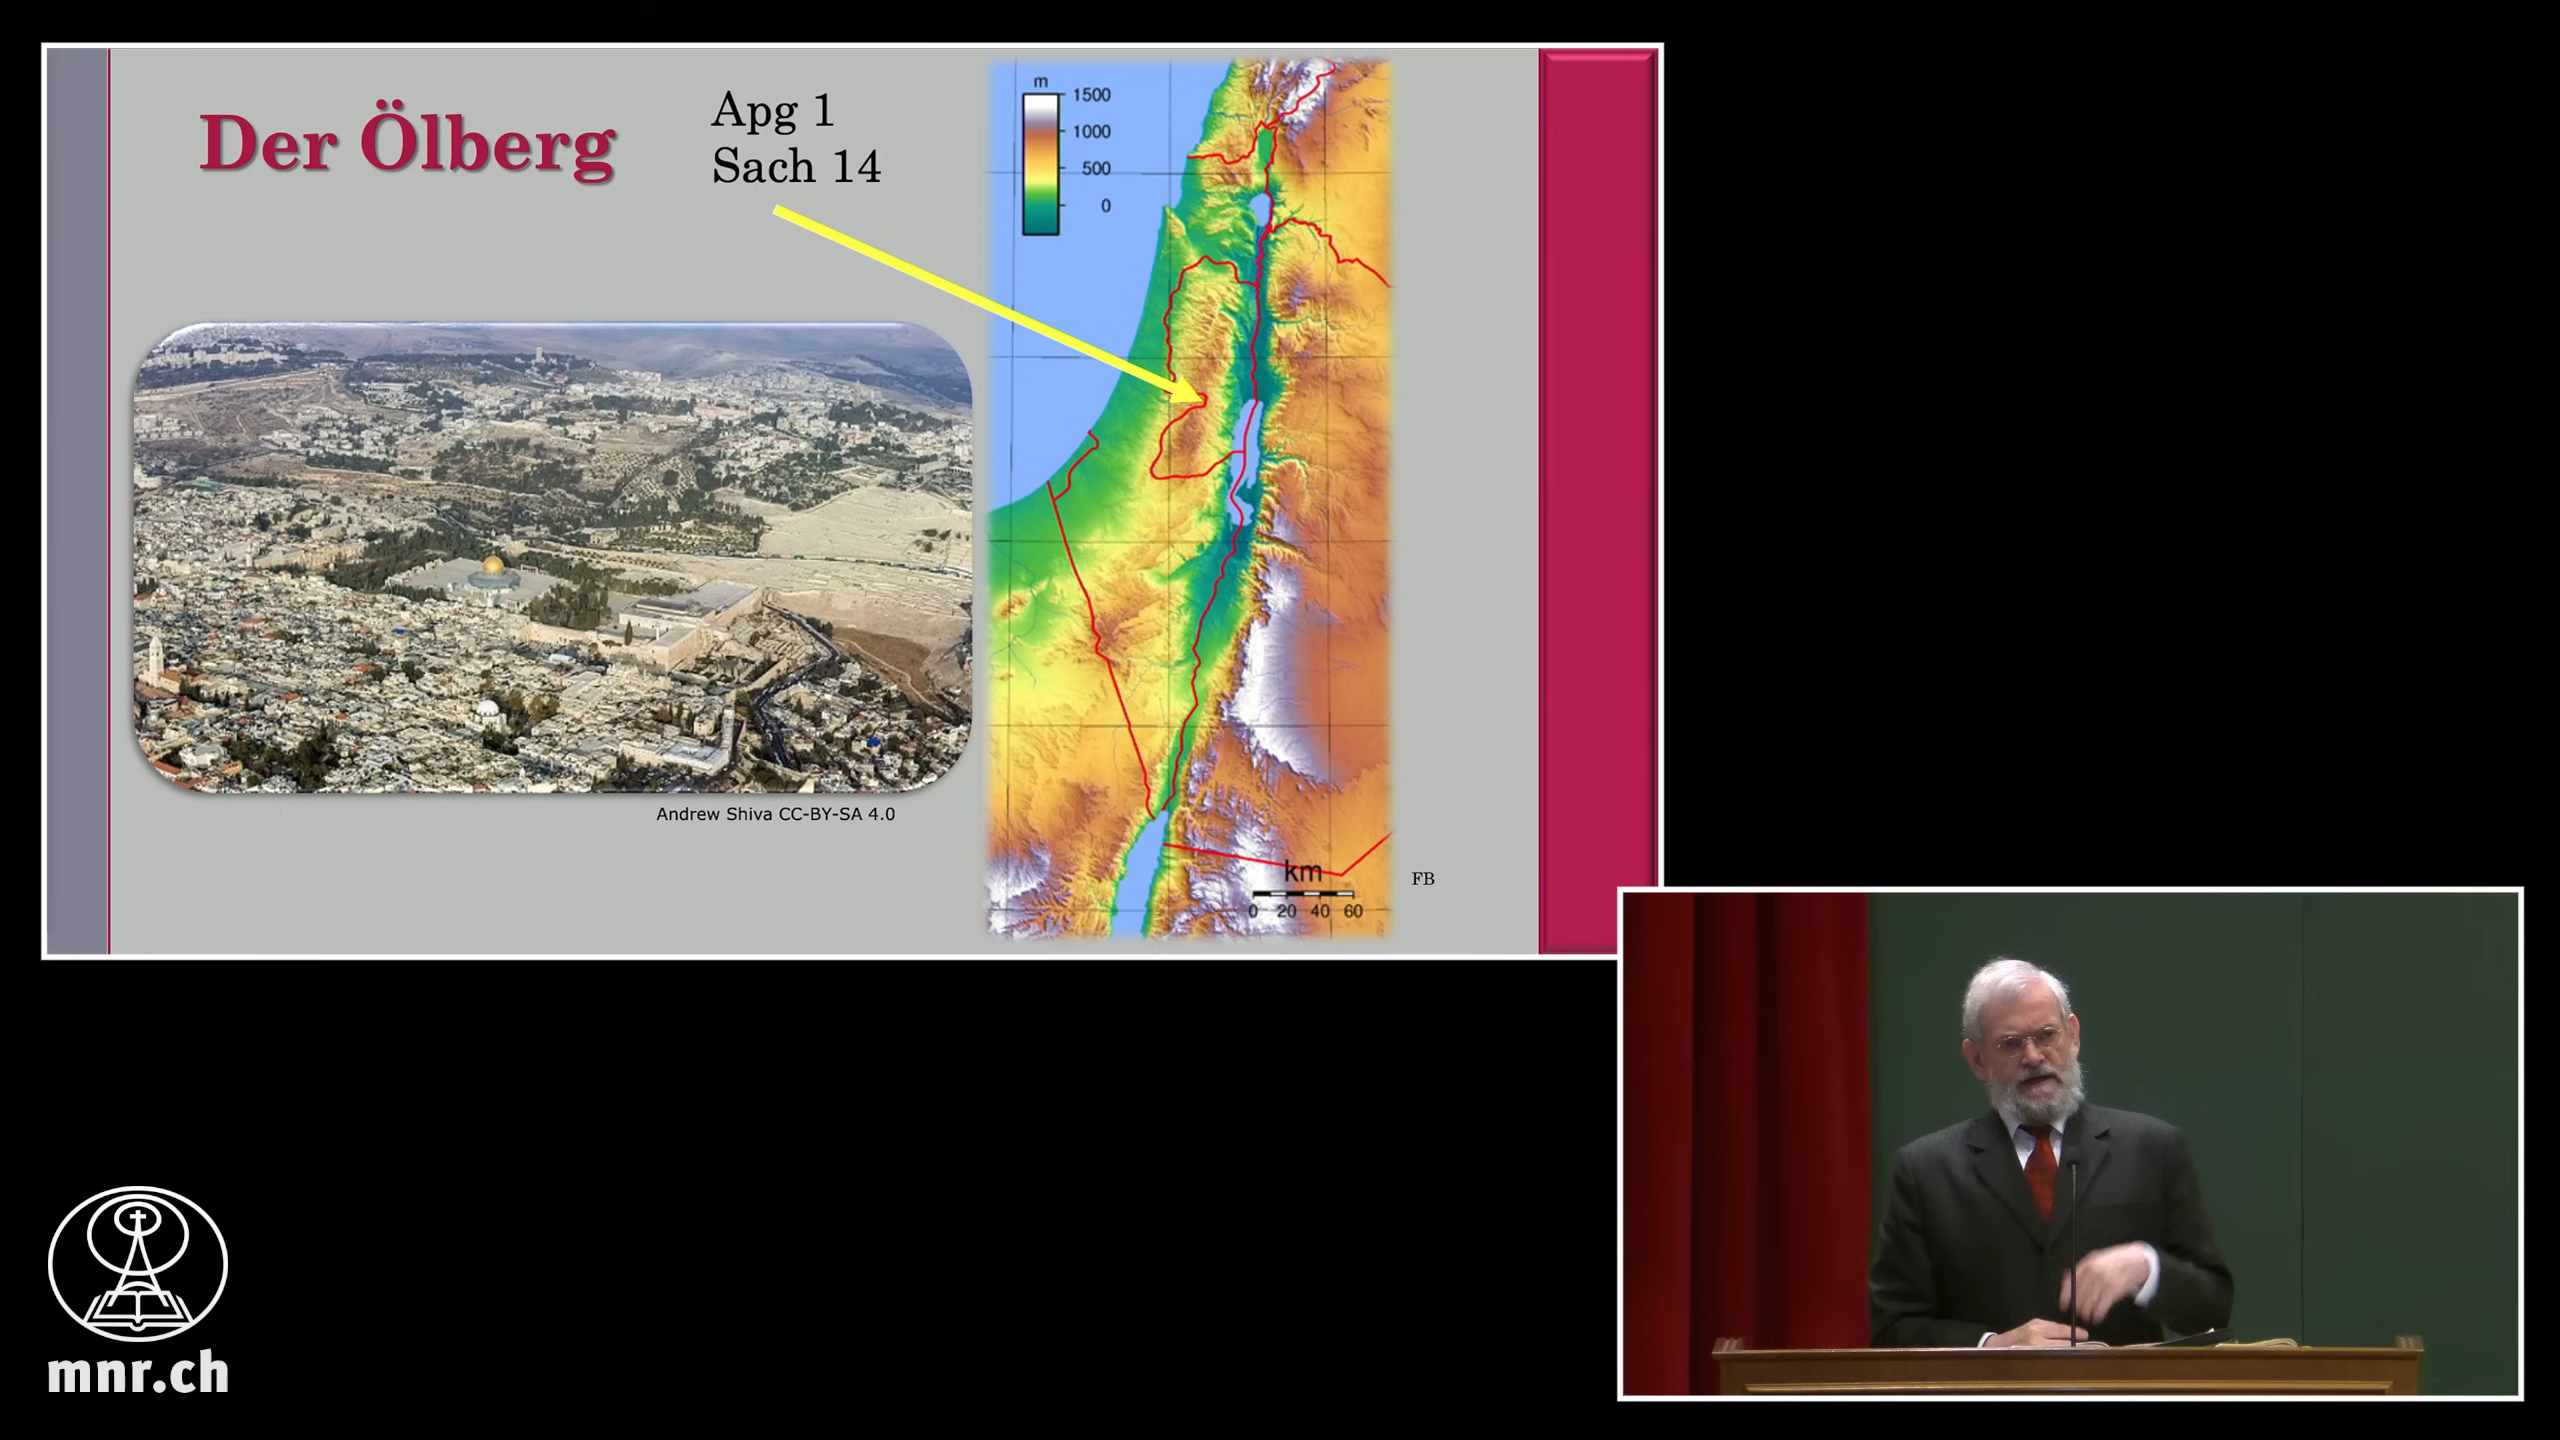 Der Ölberg
Apg 1
Sach 14
m
1500
1000
500
0
Andrew Shiva CC-BY-SA 4.0
km
0 20 40 60
FB
mnr.ch